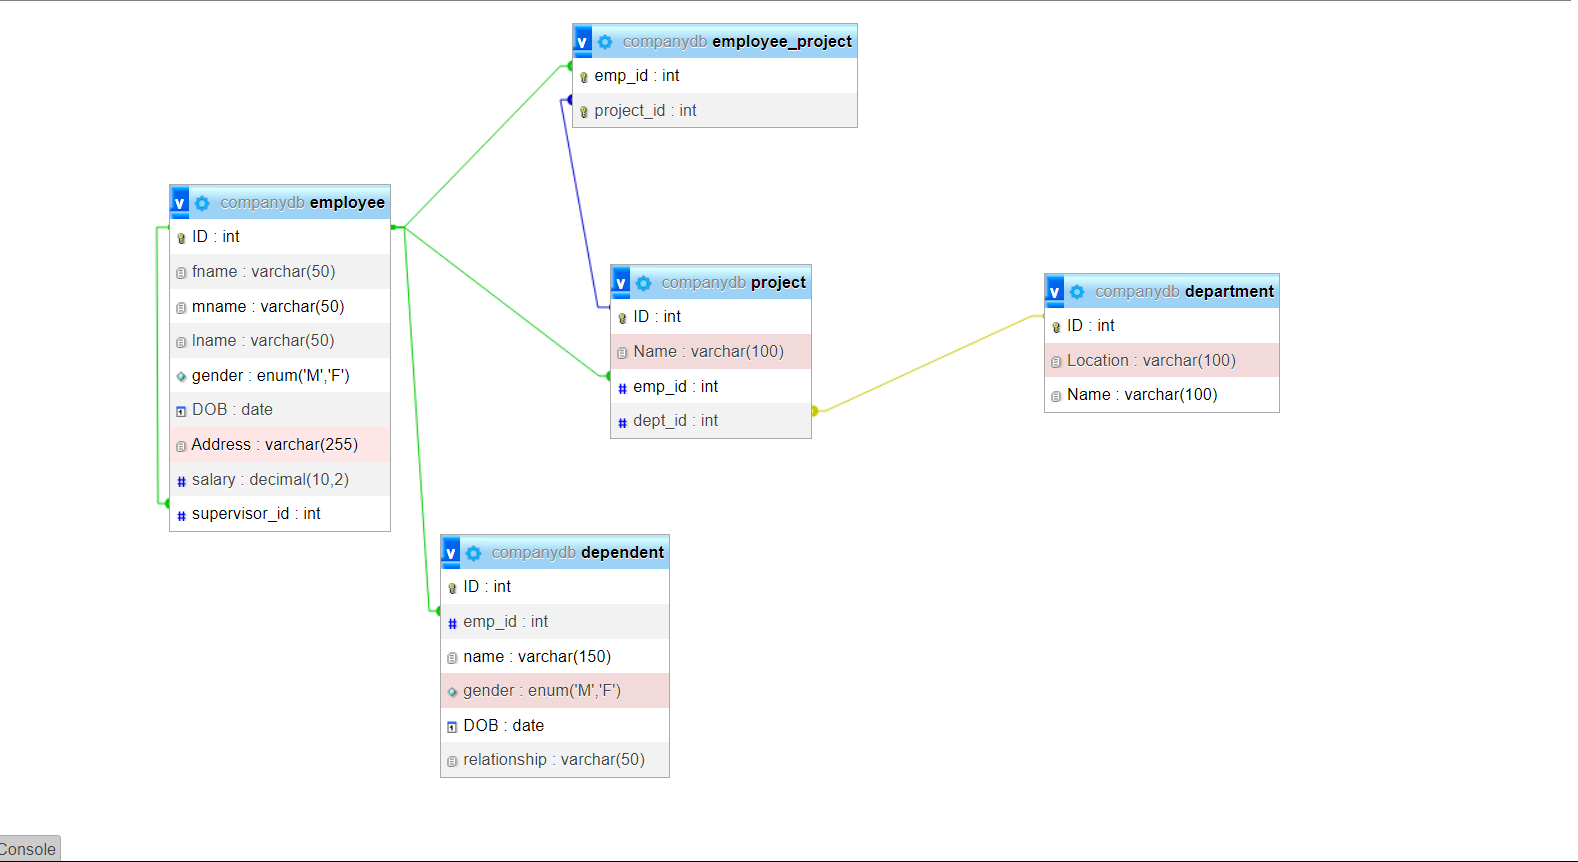 v companydb employee_project
emp_id : int
project_id : int
v companydb employee
ID : int
fname : varchar(50)
mname : varchar(50)
lname : varchar(50)
gender : enum('M','F')
DOB : date
Address : varchar(255)
# salary : decimal(10,2)
# supervisor_id : int
v companydb project
ID : int
Name : varchar(100)
# emp_id : int
# dept_id : int
v companydb department
ID : int
Location : varchar(100)
Name : varchar(100)
v companydb dependent
ID : int
# emp_id : int
name : varchar(150)
gender : enum('M','F')
DOB : date
relationship : varchar(50)
Console